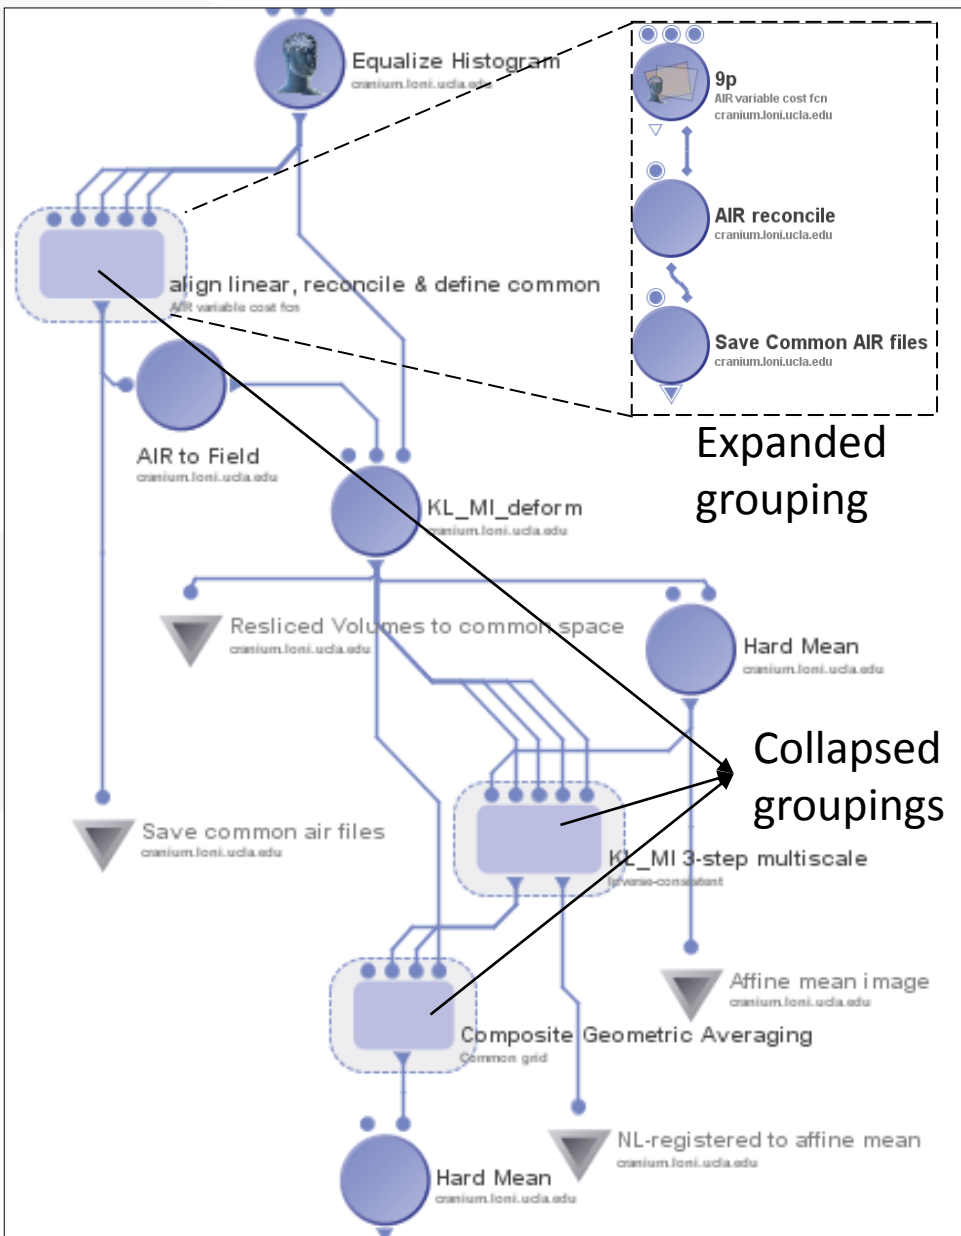 Equalize Histogram
cranium.loni.ucla.edu
9p
AIR variable cost fcn
cranium.loni.ucla.edu
AIR reconcile
cranium.loni.ucla.edu
align linear, reconcile & define common
AIR variable cost fcn
Save Common AIR files
cranium.loni.ucla.edu
Expanded
grouping
AIR to Field
cranium.loni.ucla.edu
KL_MI_deform
cranium.loni.ucla.edu
Resliced Volumes to common space
cranium.loni.ucla.edu
Hard Mean
cranium.loni.ucla.edu
Collapsed
groupings
Save common air files
cranium.loni.ucla.edu
KL_MI 3-step multiscale
Inverse-consistent
Affine mean image
cranium.loni.ucla.edu
Composite Geometric Averaging
Common grid
NL-registered to affine mean
cranium.loni.ucla.edu
Hard Mean
cranium.loni.ucla.edu